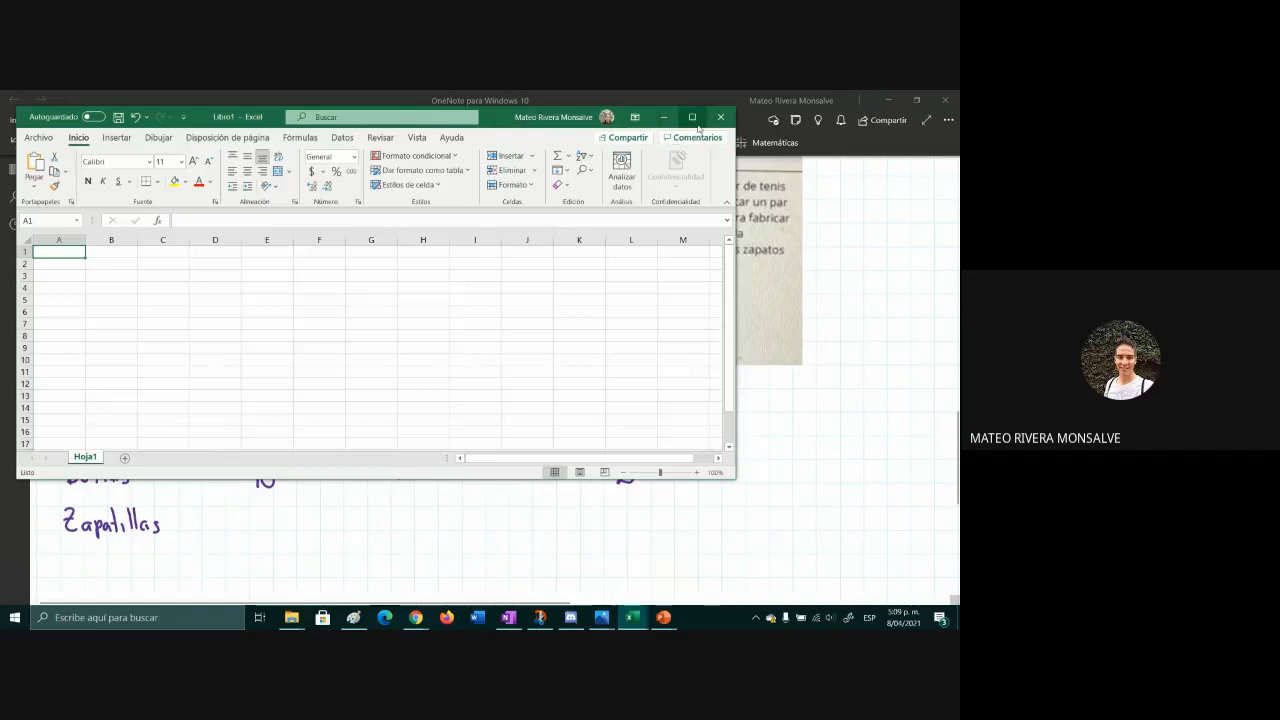 OneNote para Windows 10
Mateo Rivera Monsalve
Autoguardado
Libro1 - Excel
Buscar
Mateo Rivera Monsalve
Compartir
Archivo Inicio Insertar Dibujar Disposición de página Fórmulas Datos Revisar Vista Ayuda
Compartir
Comentarios
Matemáticas
Pegar
Calibri 11
N K S
General
$ % 000
Formato condicional
Dar formato como tabla
Estilos de celda
Insertar
Eliminar
Formato
Analizar datos
Confidencialidad
Portapapeles Fuente Alineación Número Estilos Celdas Edición Análisis Confidencialidad
A1
fx
A B C D E F G H I J K L M
1
2
3
4
5
6
7
8
9
10
11
12
13
14
15
16
17
r de tenis
car un par
ra fabricar
a
s zapatos
Hoja1
Listo
100%
10
2
Zapatillas
MATEO RIVERA MONSALVE
Escribe aquí para buscar
ESP
5:09 p. m.
8/04/2021
3